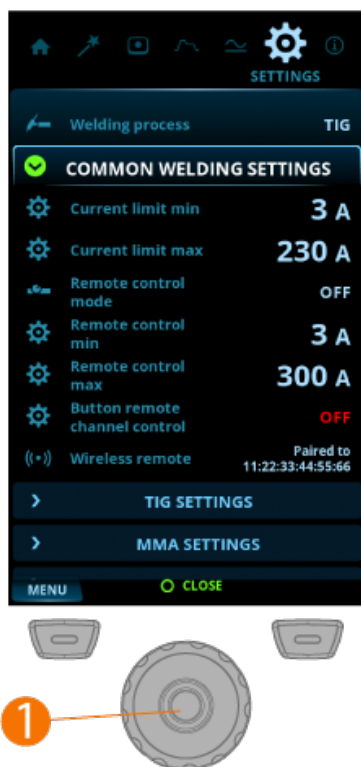 SETTINGS
Welding process TIG
COMMON WELDING SETTINGS
Current limit min 3 A
Current limit max 230 A
Remote control
mode OFF
Remote control
min 3 A
Remote control
max 300 A
Button remote
channel control OFF
Wireless remote Paired to
11:22:33:44:55:66
TIG SETTINGS
MMA SETTINGS
MENU CLOSE
1